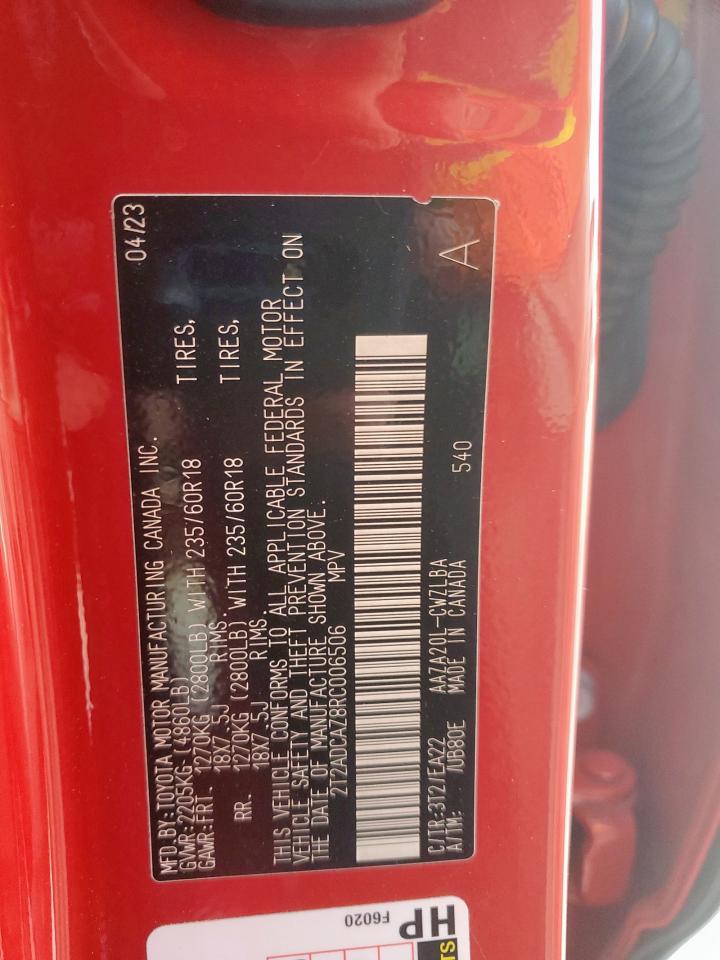 MFD.BY:TOYOTA MOTOR MANUFACTURING CANADA INC. 04/23
GVWR:2205KG (4860LB)
GAWR:FRT. 1270KG (2800LB) WITH 235/60R18 TIRES,
18X7.5J RIMS.
RR. 1270KG (2800LB) WITH 235/60R18 TIRES,
18X7.5J RIMS.
THIS VEHICLE CONFORMS TO ALL APPLICABLE FEDERAL MOTOR
VEHICLE SAFETY AND THEFT PREVENTION STANDARDS IN EFFECT ON
THE DATE OF MANUFACTURE SHOWN ABOVE.
2T2ADCAZ8RC006506 MPV
C/TR:3T2/EA22 AAZA20L-CWZLBA 540 A
A/TM: /UB80E MADE IN CANADA
HP
F6020
TS